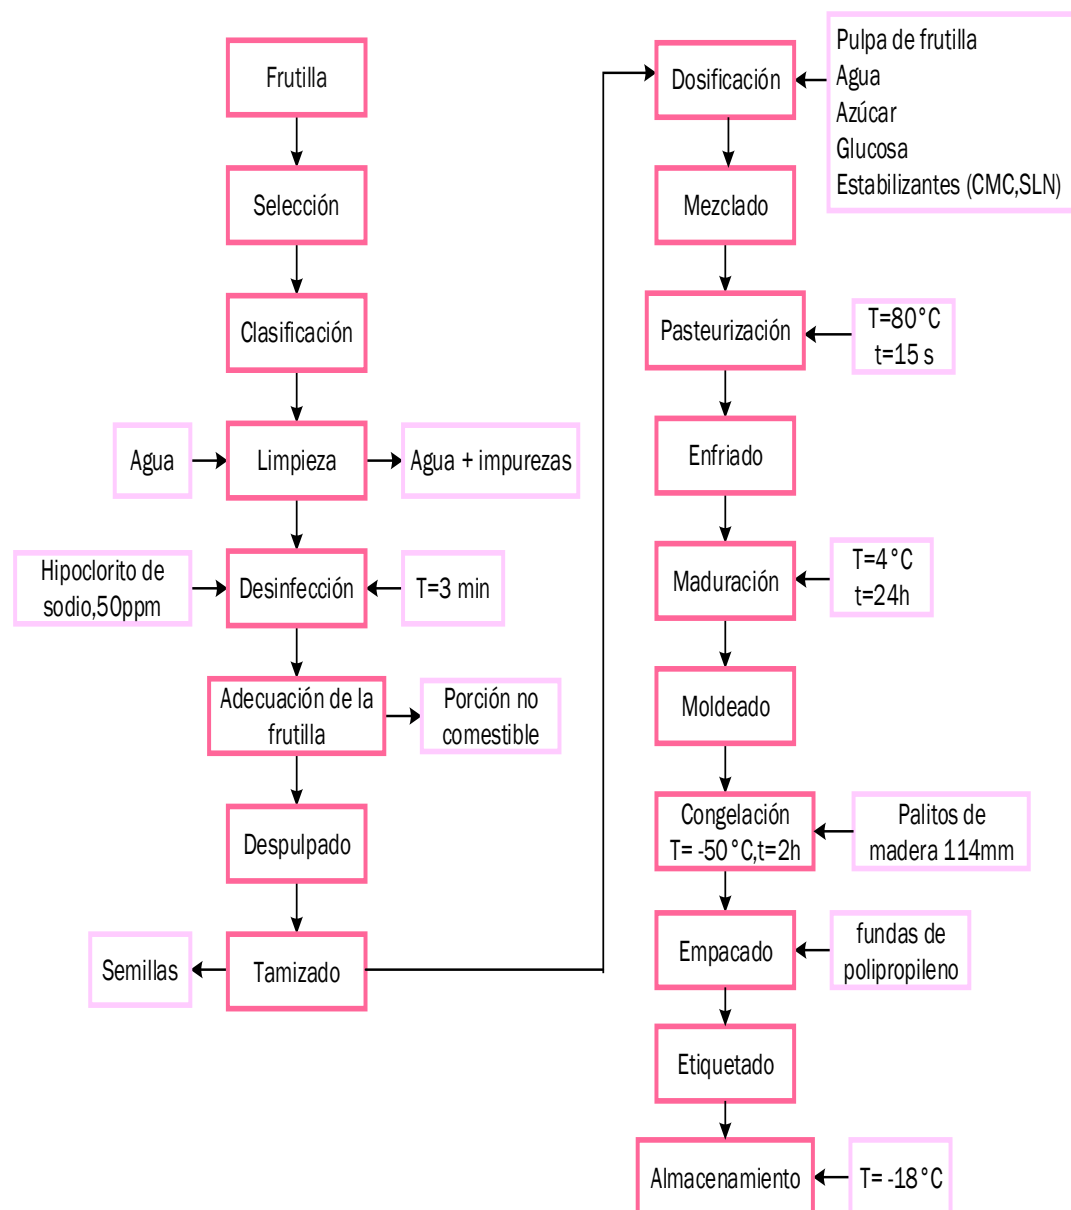 Frutilla
Selección
Clasificación
Agua
Limpieza
Agua + impurezas
Hipoclorito de
sodio,50ppm
Desinfección
T=3 min
Adecuación de la
frutilla
Porción no
comestible
Despulpado
Semillas
Tamizado
Dosificación
Pulpa de frutilla
Agua
Azúcar
Glucosa
Estabilizantes (CMC,SLN)
Mezclado
Pasteurización
T=80°C
t=15 s
Enfriado
Maduración
T=4°C
t=24h
Moldeado
Congelación
T= -50°C,t=2h
Palitos de
madera 114mm
Empacado
fundas de
polipropileno
Etiquetado
Almacenamiento
T= -18°C